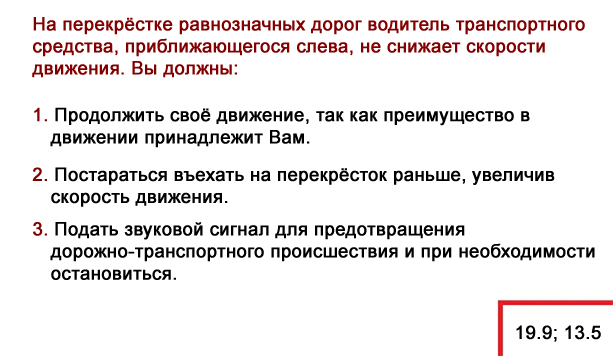 На перекрёстке равнозначных дорог водитель транспортного
средства, приближающегося слева, не снижает скорости
движения. Вы должны:
1. Продолжить своё движение, так как преимущество в
движении принадлежит Вам.
2. Постараться въехать на перекрёсток раньше, увеличив
скорость движения.
3. Подать звуковой сигнал для предотвращения
дорожно-транспортного происшествия и при необходимости
остановиться.
19.9; 13.5